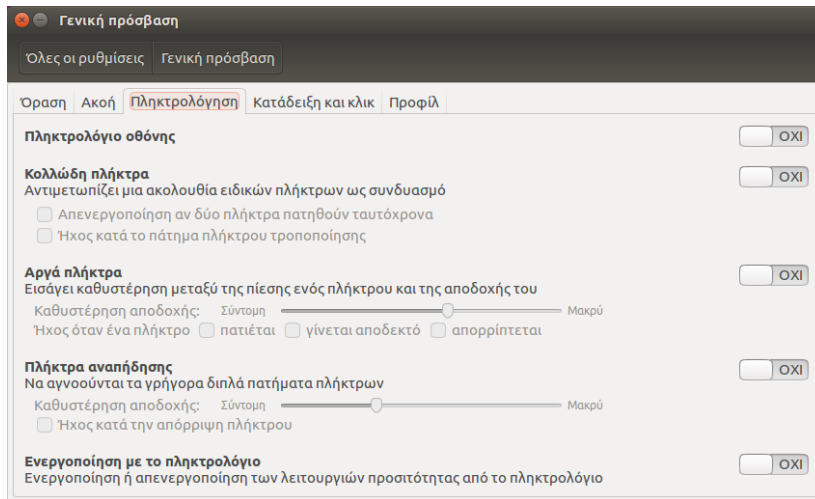 Γενική πρόσβαση
Όλες οι ρυθμίσεις Γενική πρόσβαση
Όραση Ακοή Πληκτρολόγηση Κατάδειξη και κλικ Προφίλ
Πληκτρολόγιο οθόνης ΟΧΙ
Κολλώδη πλήκτρα ΟΧΙ
Αντιμετωπίζει μια ακολουθία ειδικών πλήκτρων ως συνδυασμό
Απενεργοποίηση αν δύο πλήκτρα πατηθούν ταυτόχρονα
Ήχος κατά το πάτημα πλήκτρου τροποποίησης
Αργά πλήκτρα ΟΧΙ
Εισάγει καθυστέρηση μεταξύ της πίεσης ενός πλήκτρου και της αποδοχής του
Καθυστέρηση αποδοχής: Σύντομη Μακρύ
Ήχος όταν ένα πλήκτρο πατιέται γίνεται αποδεκτό απορρίπτεται
Πλήκτρα αναπήδησης ΟΧΙ
Να αγνοούνται τα γρήγορα διπλά πατήματα πλήκτρων
Καθυστέρηση αποδοχής: Σύντομη Μακρύ
Ήχος κατά την απόρριψη πλήκτρου
Ενεργοποίηση με το πληκτρολόγιο ΟΧΙ
Ενεργοποίηση ή απενεργοποίηση των λειτουργιών προσιτότητας από το πληκτρολόγιο